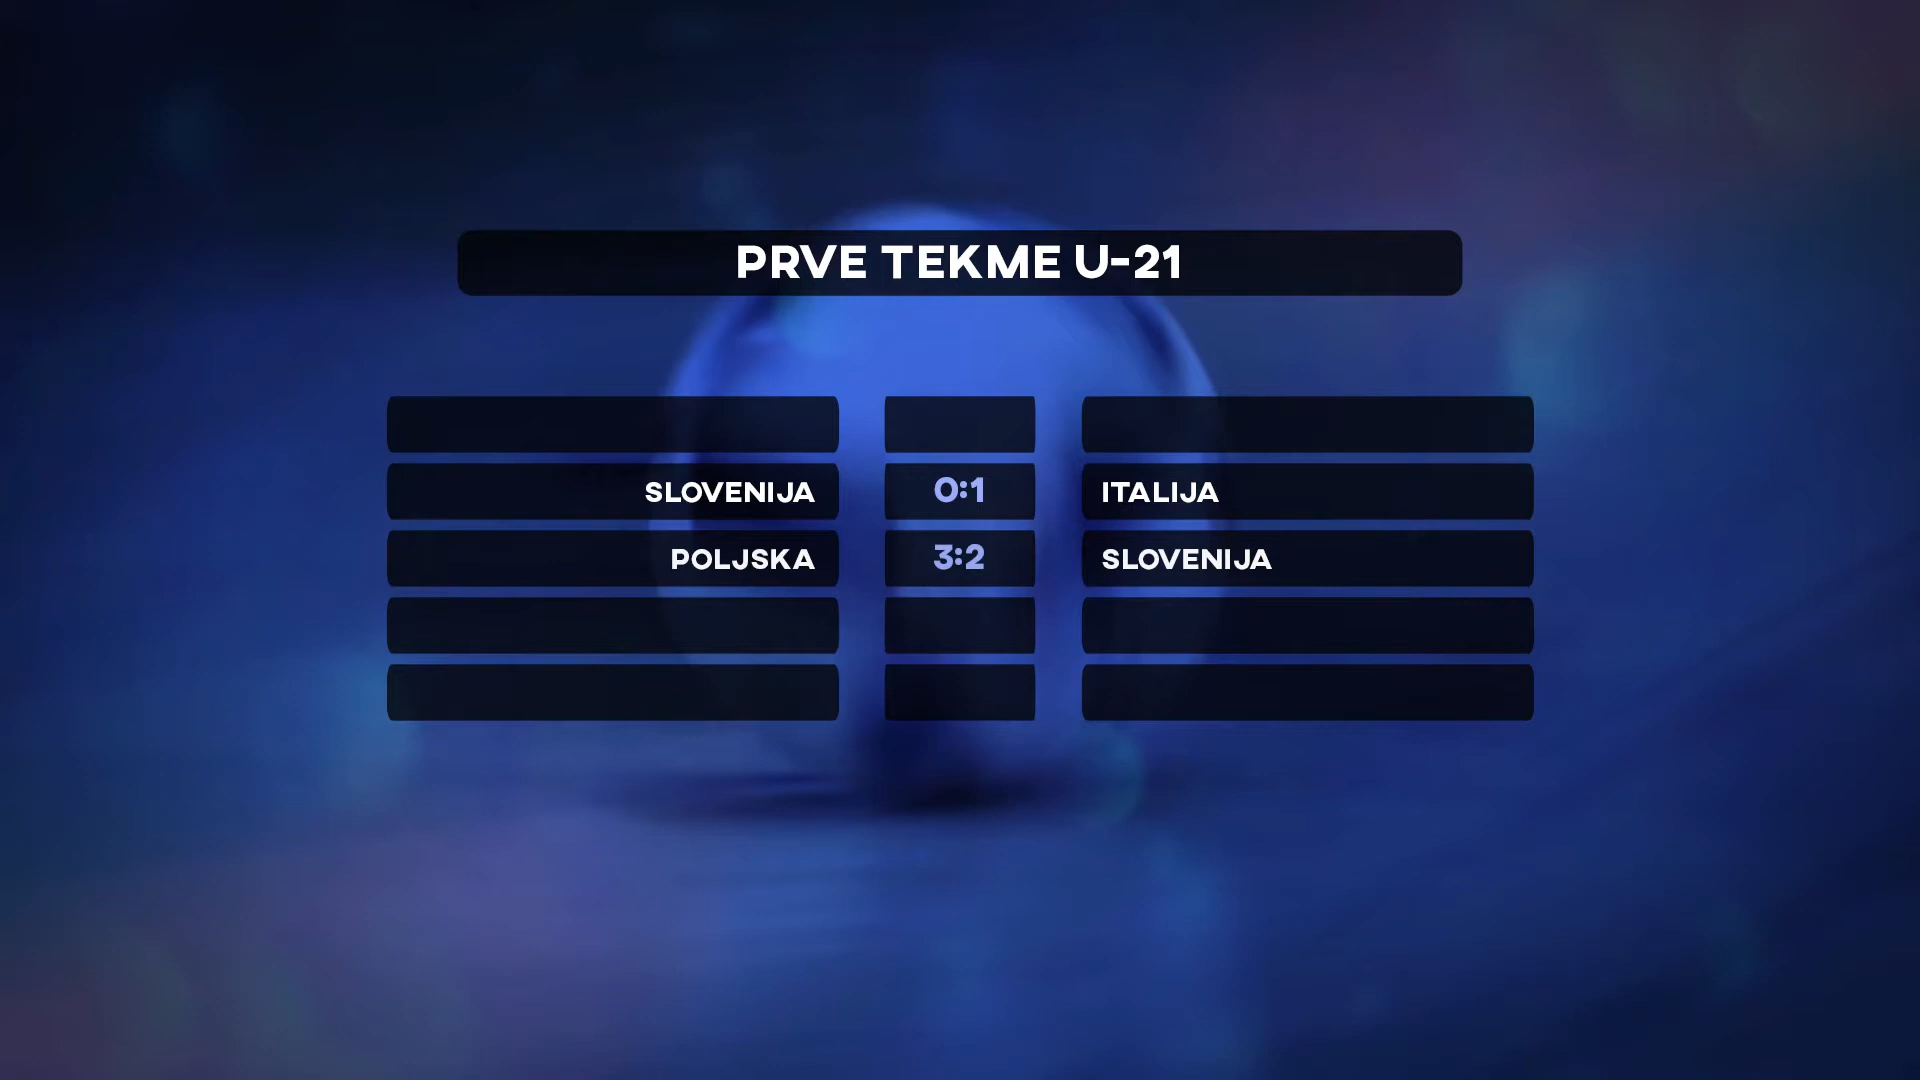 PRVE TEKME U-21
SLOVENIJA 0:1 ITALIJA
POLJSKA 3:2 SLOVENIJA